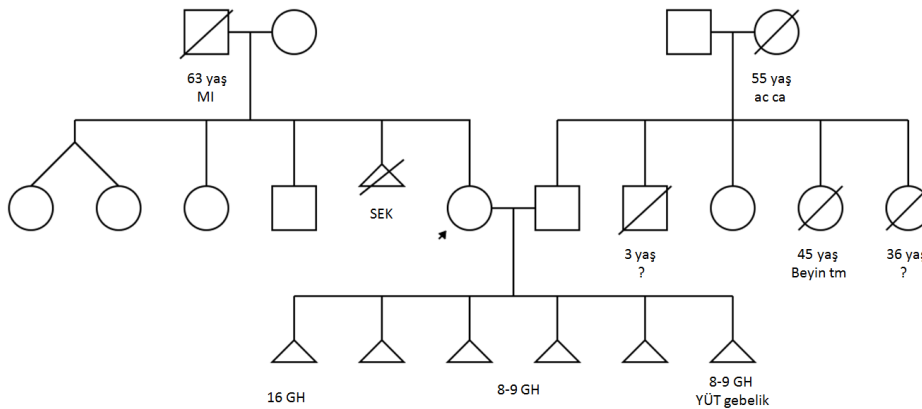 63 yaş
MI
55 yaş
ac ca
SEK
3 yaş
?
45 yaş
Beyin tm
36 yaş
?
16 GH
8-9 GH
8-9 GH
YÜT gebelik